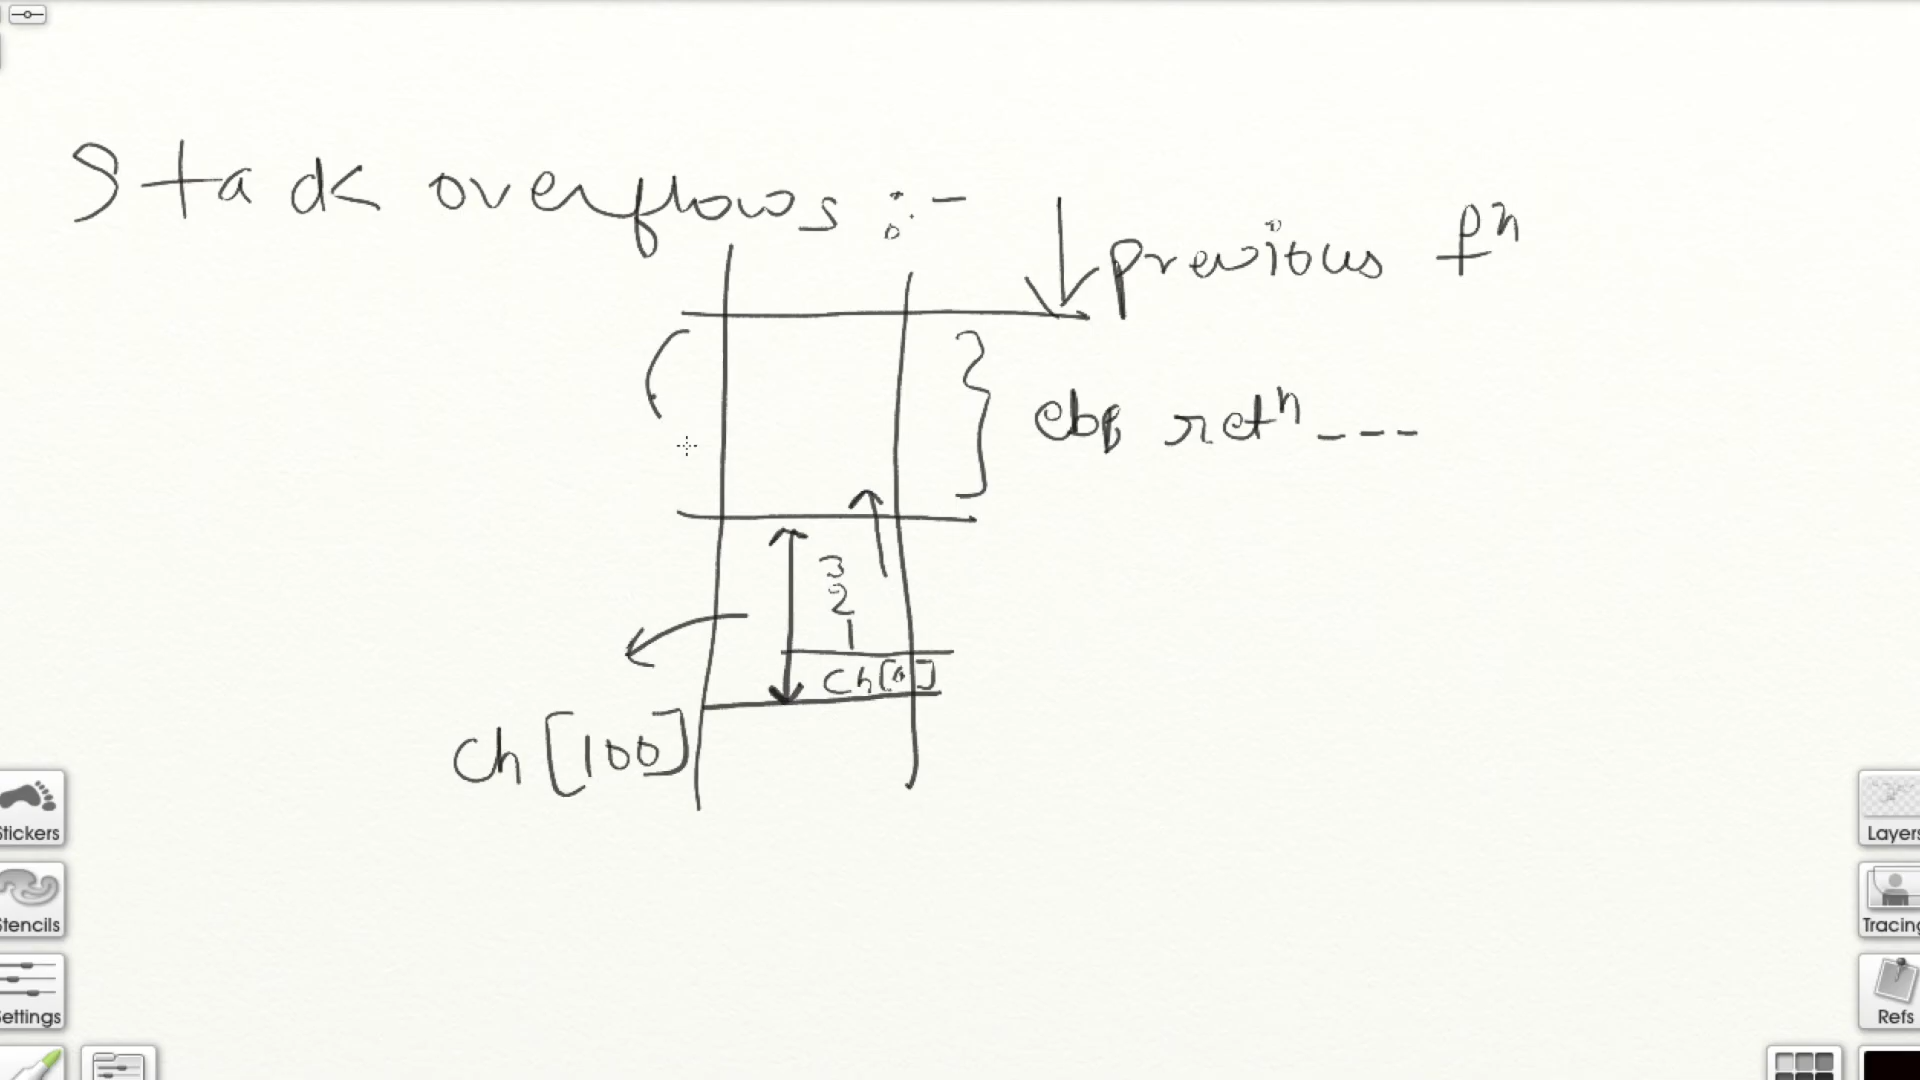 Stack overflows :-
previous fⁿ
ebp retⁿ ---
3
2
1
ch[0]
ch[100]
Stickers
Stencils
Settings
Layers
Tracing
Refs